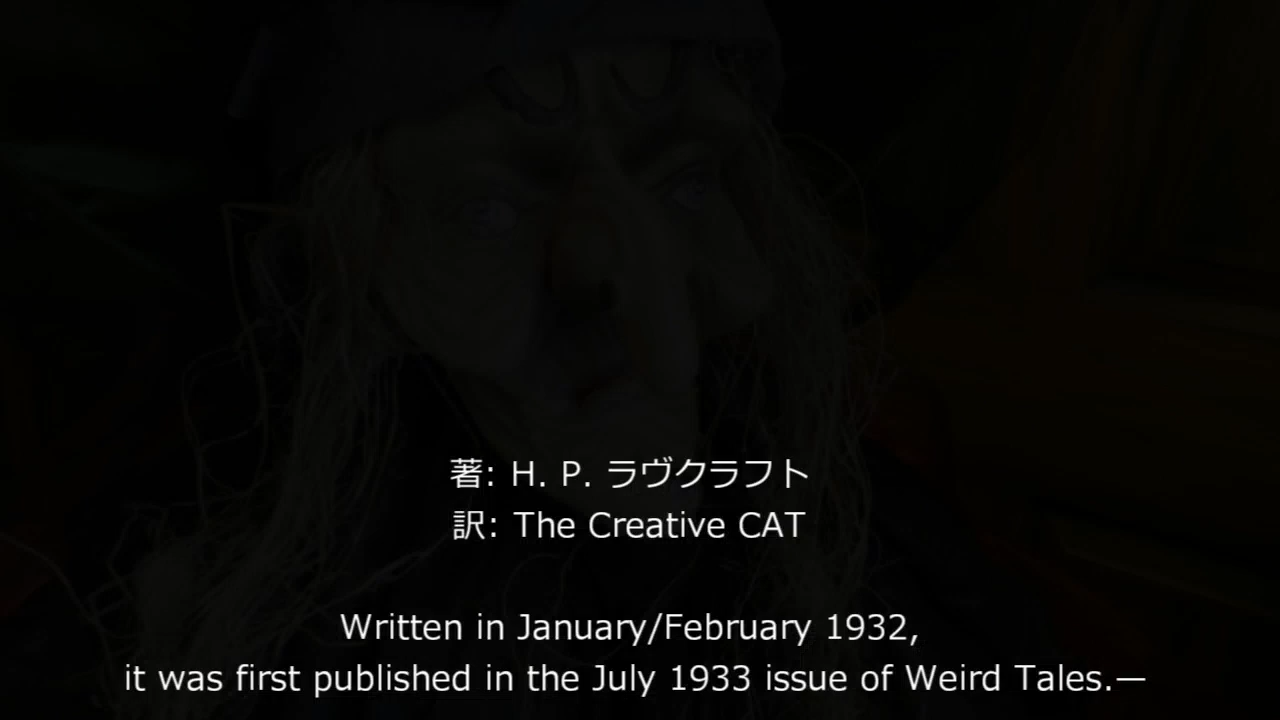 著: H. P. ラヴクラフト
訳: The Creative CAT
Written in January/February 1932,
it was first published in the July 1933 issue of Weird Tales.—